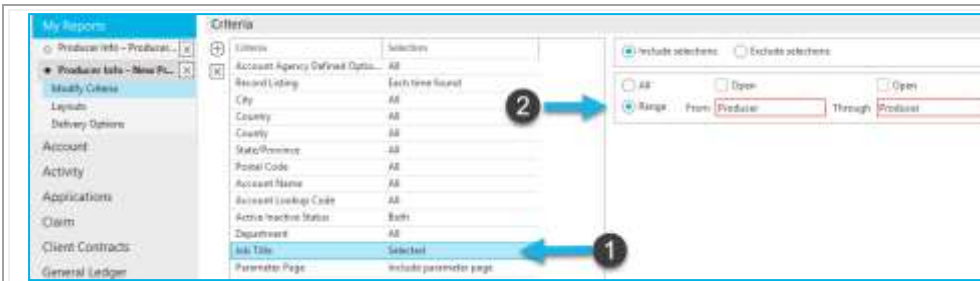 My Reports
Criteria
Producer Info – Producer...
Producer Info – New Pr...
Modify Criteria
Layouts
Delivery Options
Account
Activity
Applications
Claim
Client Contracts
General Ledger
Criteria Selection
Account Agency Defined Optio... All
Record Listing Each time found
City All
Country All
County All
State/Province All
Postal Code All
Account Name All
Account Lookup Code All
Active Inactive Status Both
Department All
Job Title Selected
Parameter Page Include parameter page
Include selections Exclude selections
All Open Open
Range From Producer Through Producer
2
1